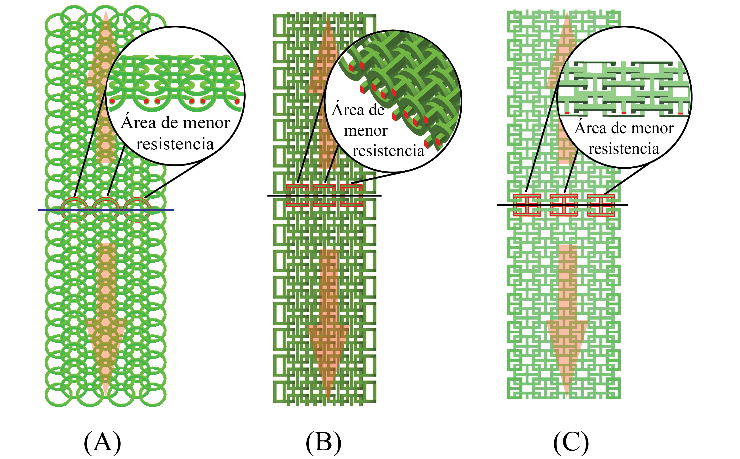 Área de menor
resistencia
Área de
menor
resistencia
Área de menor
resistencia
(A)
(B)
(C)